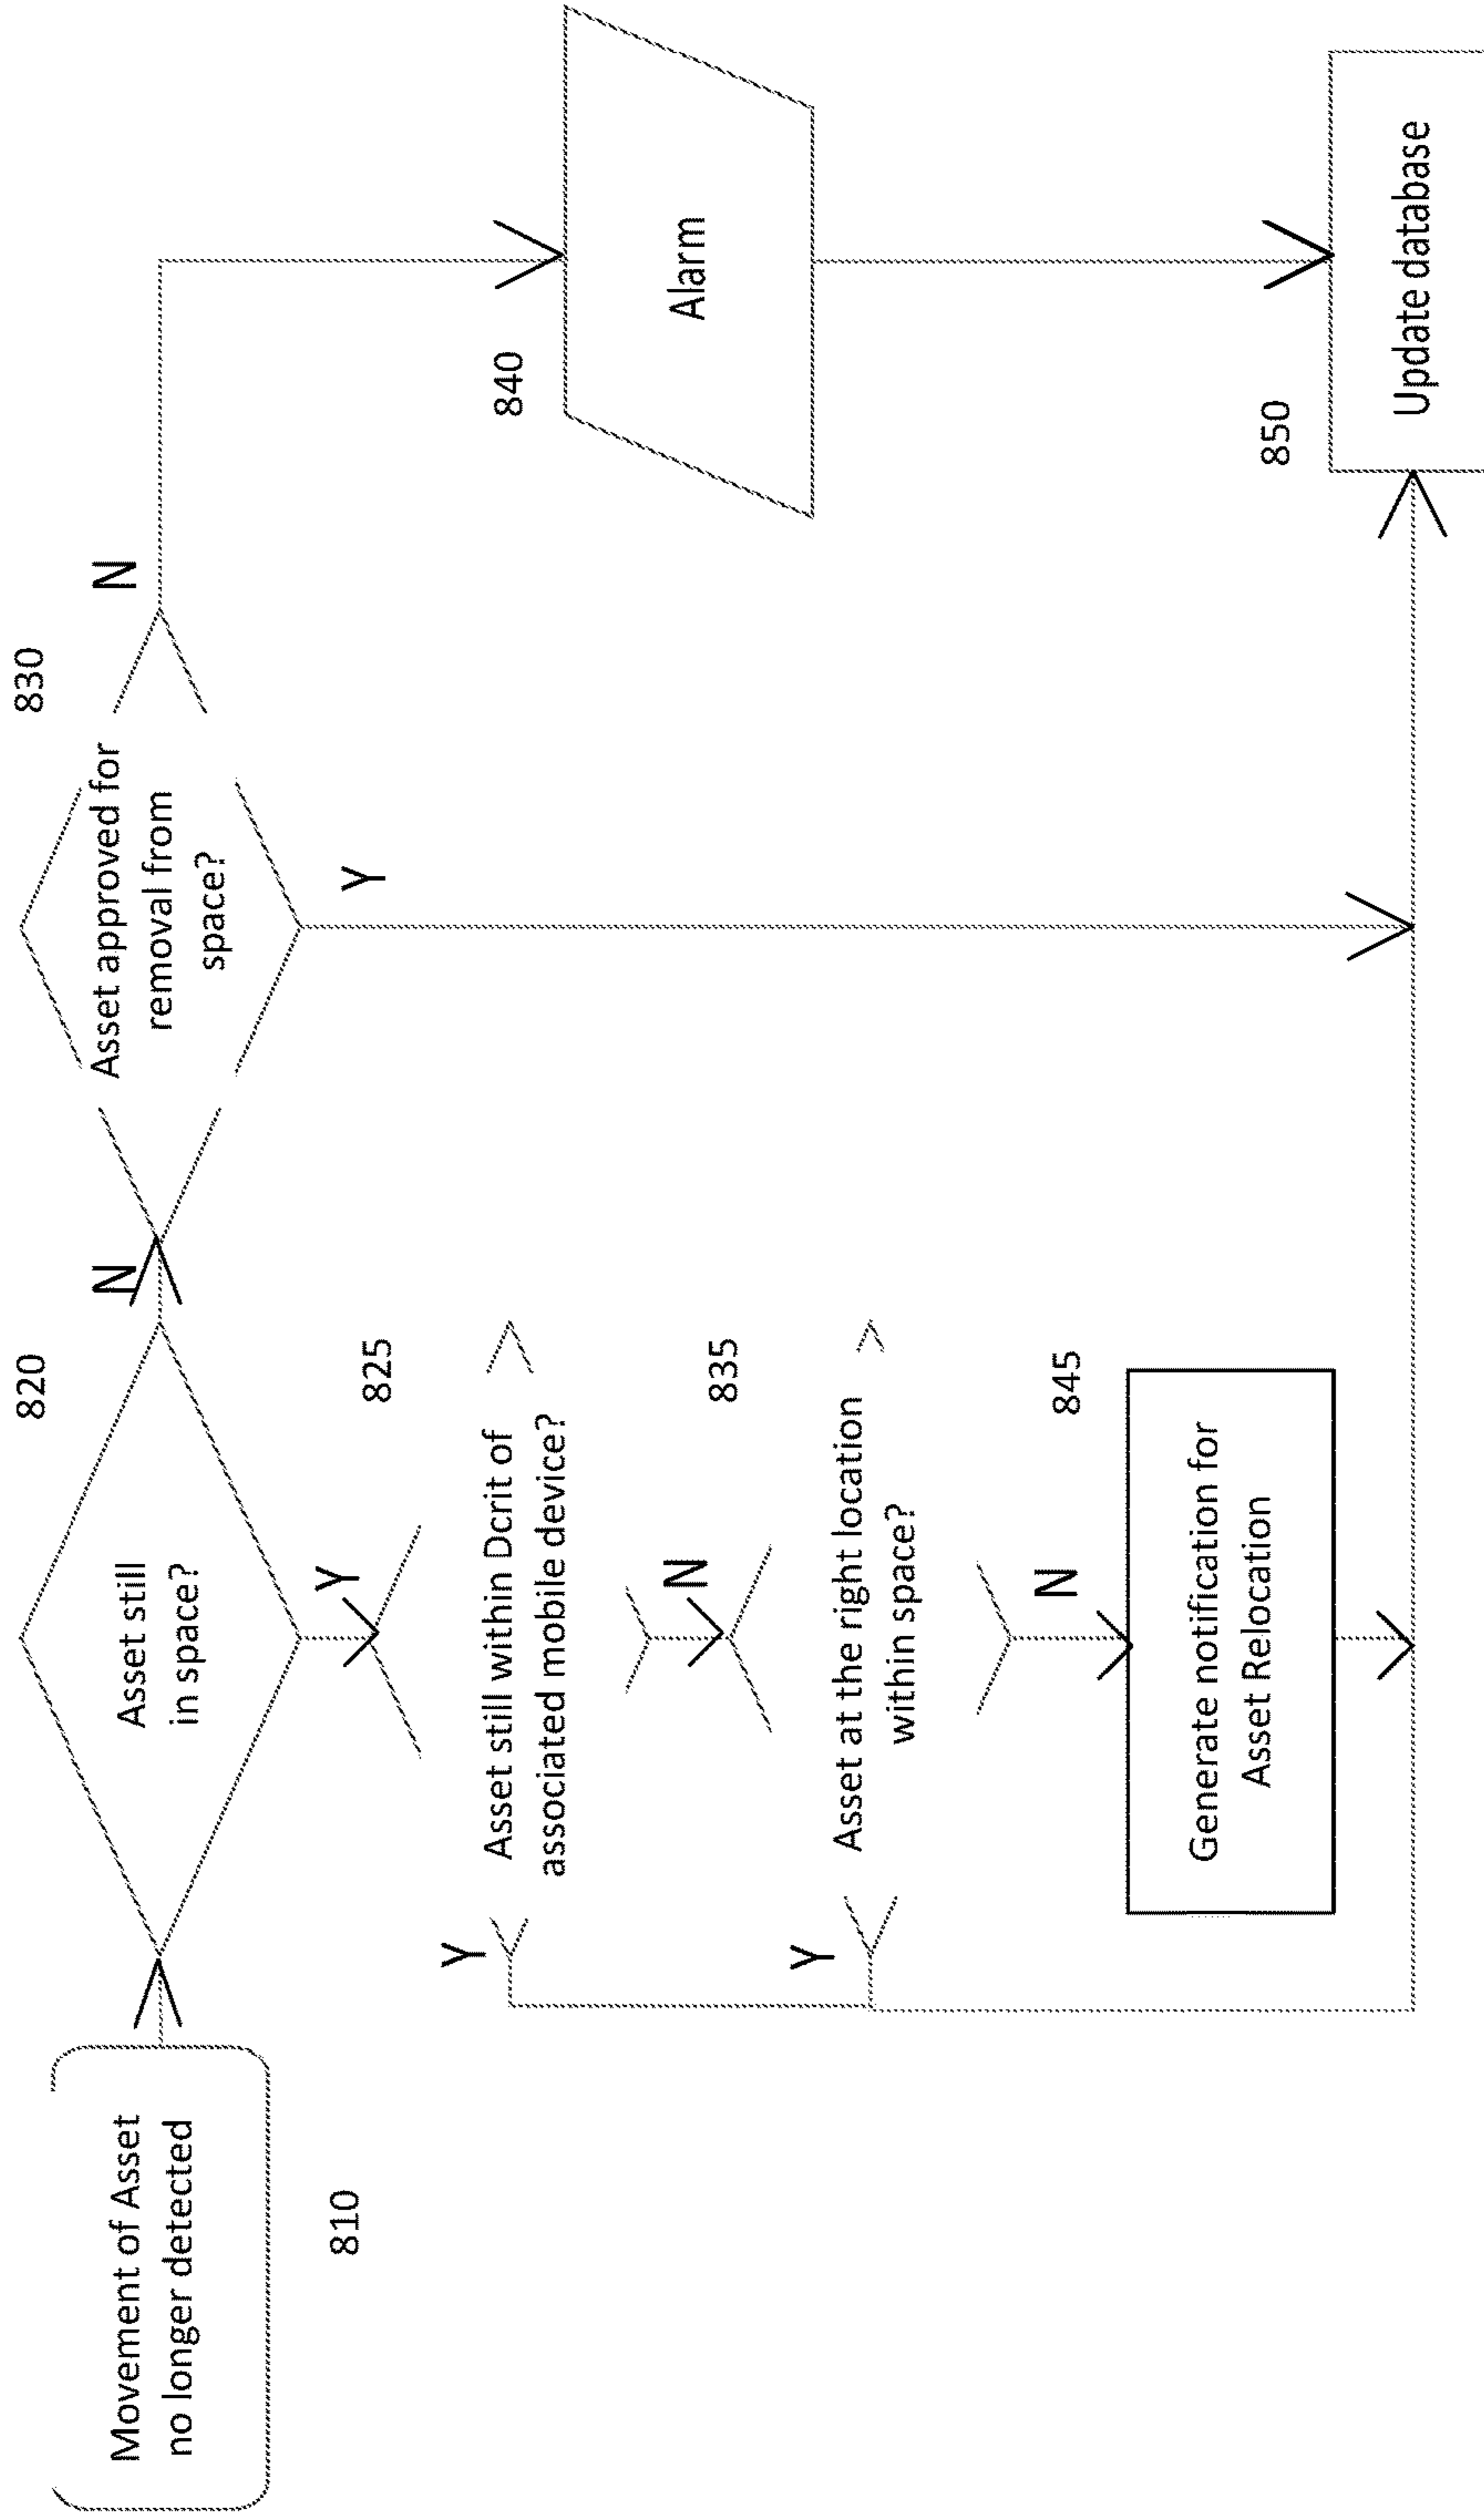 Movement of Asset
no longer detected
810
820
Asset still
in space?
N
Y
830
Asset approved for
removal from
space?
N
Y
825
Asset still within Dcrit of
associated mobile device?
Y
N
835
Asset at the right location
within space?
Y
N
840
Alarm
845
Generate notification for
Asset Relocation
850
Update database